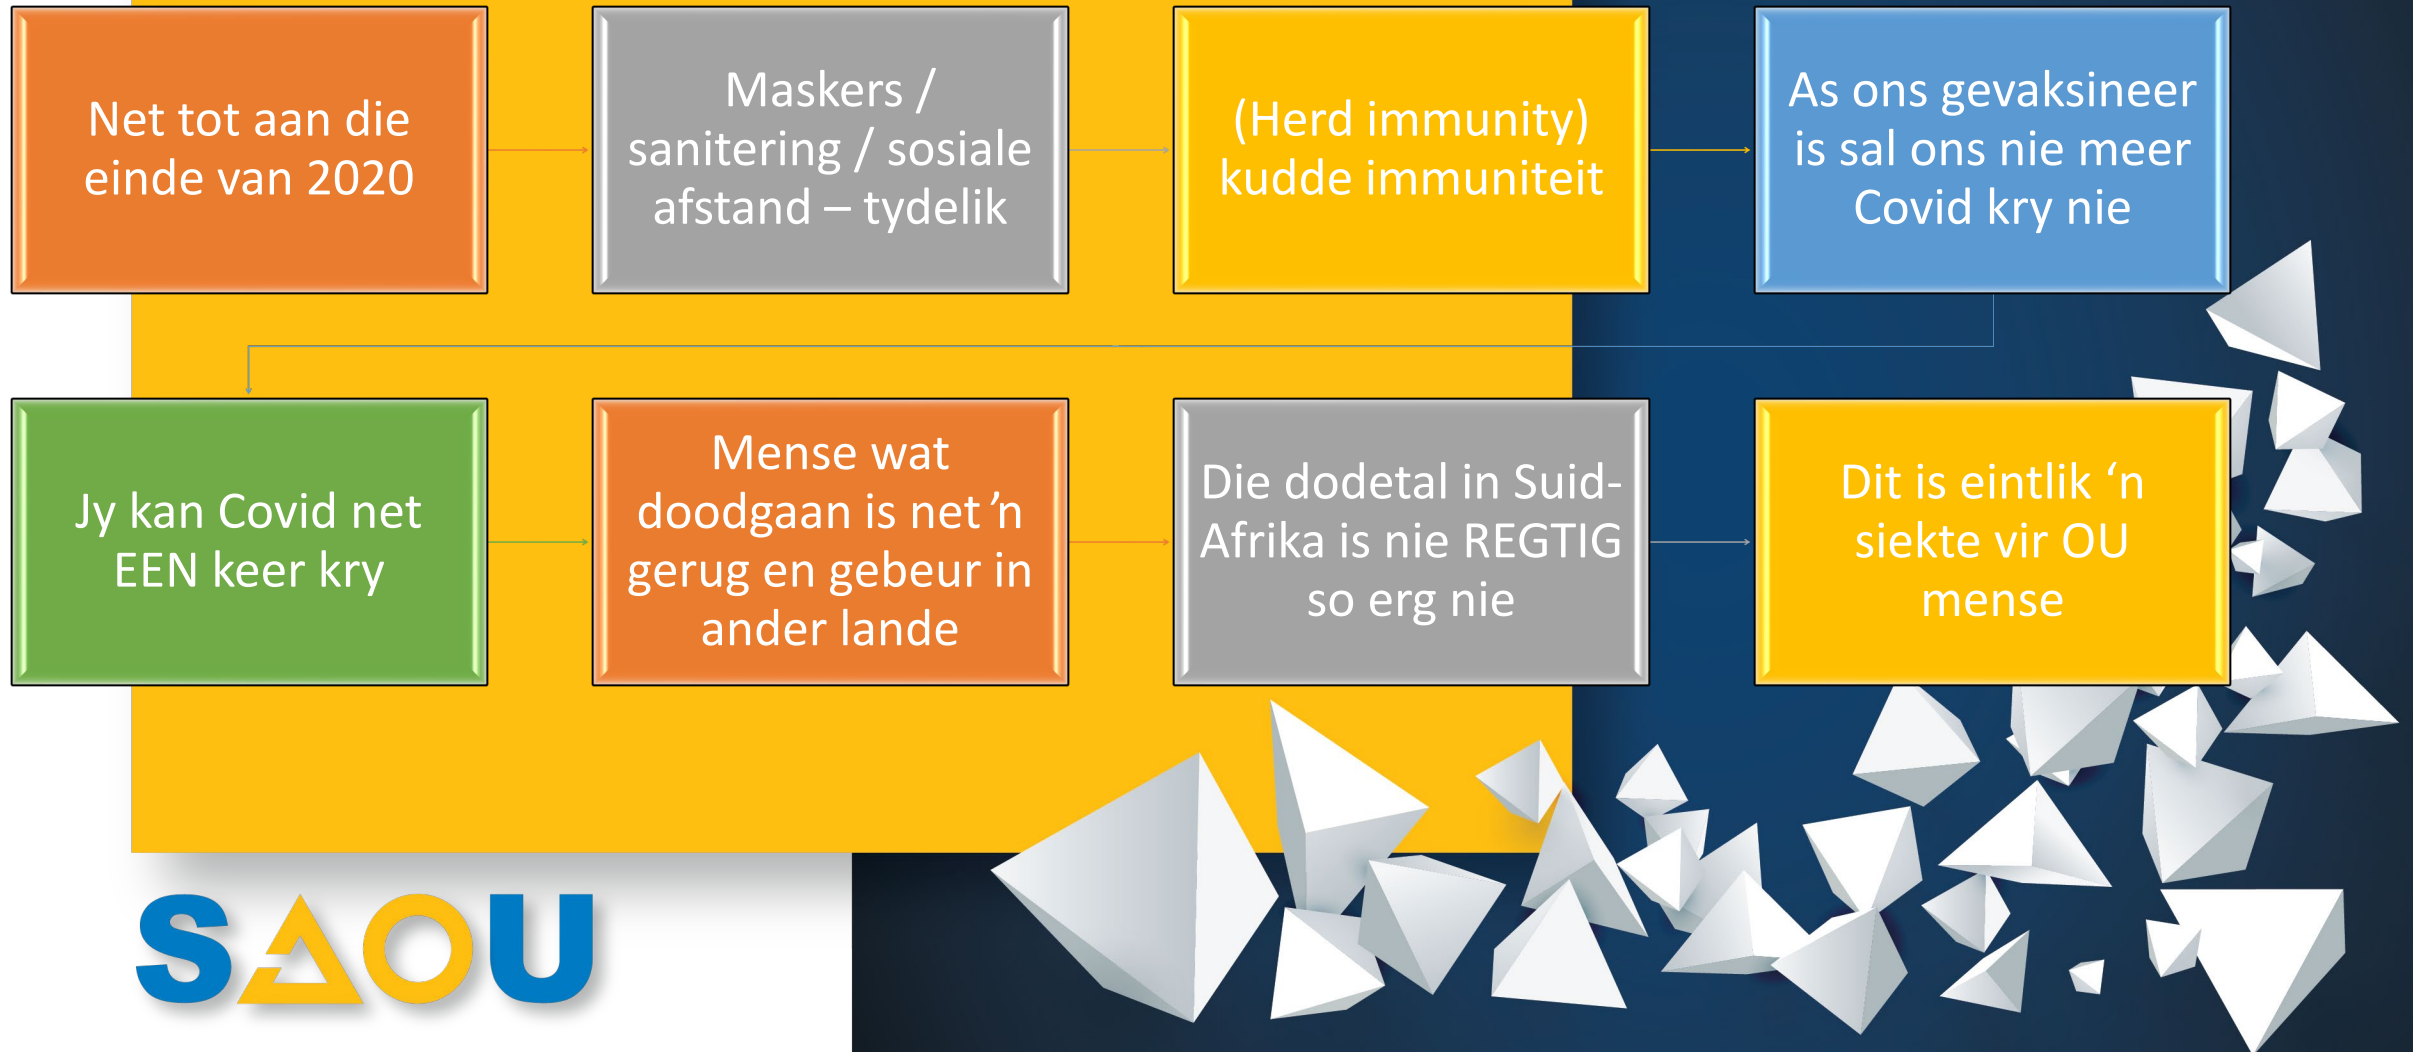 Net tot aan die
einde van 2020
Maskers /
sanitering / sosiale
afstand – tydelik
(Herd immunity)
kudde immuniteit
As ons gevaksineer
is sal ons nie meer
Covid kry nie
Jy kan Covid net
EEN keer kry
Mense wat
doodgaan is net ’n
gerug en gebeur in
ander lande
Die dodetal in Suid-
Afrika is nie REGTIG
so erg nie
Dit is eintlik ‘n
siekte vir OU
mense
SAOU